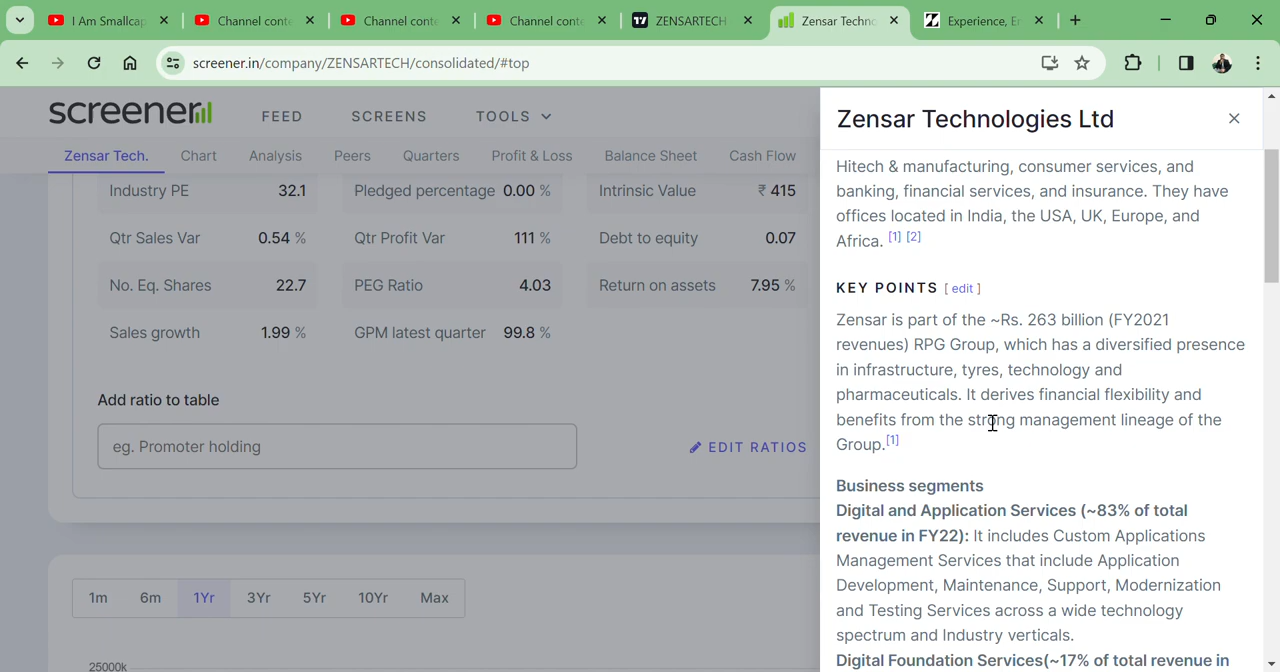 I Am Smallcap
Channel conte
Channel conte
Channel conte
ZENSARTECH
Zensar Techno
Experience, En
screener.in/company/ZENSARTECH/consolidated/#top
screener
FEED
SCREENS
TOOLS
Zensar Tech.
Chart
Analysis
Peers
Quarters
Profit & Loss
Balance Sheet
Cash Flow
Industry PE 32.1
Pledged percentage 0.00 %
Intrinsic Value ₹ 415
Qtr Sales Var 0.54 %
Qtr Profit Var 111 %
Debt to equity 0.07
No. Eq. Shares 22.7
PEG Ratio 4.03
Return on assets 7.95 %
Sales growth 1.99 %
GPM latest quarter 99.8 %
Add ratio to table
eg. Promoter holding
EDIT RATIOS
1m 6m 1Yr 3Yr 5Yr 10Yr Max
25000k
Zensar Technologies Ltd
Hitech & manufacturing, consumer services, and
banking, financial services, and insurance. They have
offices located in India, the USA, UK, Europe, and
Africa. [1] [2]
KEY POINTS [ edit ]
Zensar is part of the ~Rs. 263 billion (FY2021
revenues) RPG Group, which has a diversified presence
in infrastructure, tyres, technology and
pharmaceuticals. It derives financial flexibility and
benefits from the strong management lineage of the
Group.[1]
Business segments
Digital and Application Services (~83% of total
revenue in FY22): It includes Custom Applications
Management Services that include Application
Development, Maintenance, Support, Modernization
and Testing Services across a wide technology
spectrum and Industry verticals.
Digital Foundation Services(~17% of total revenue in